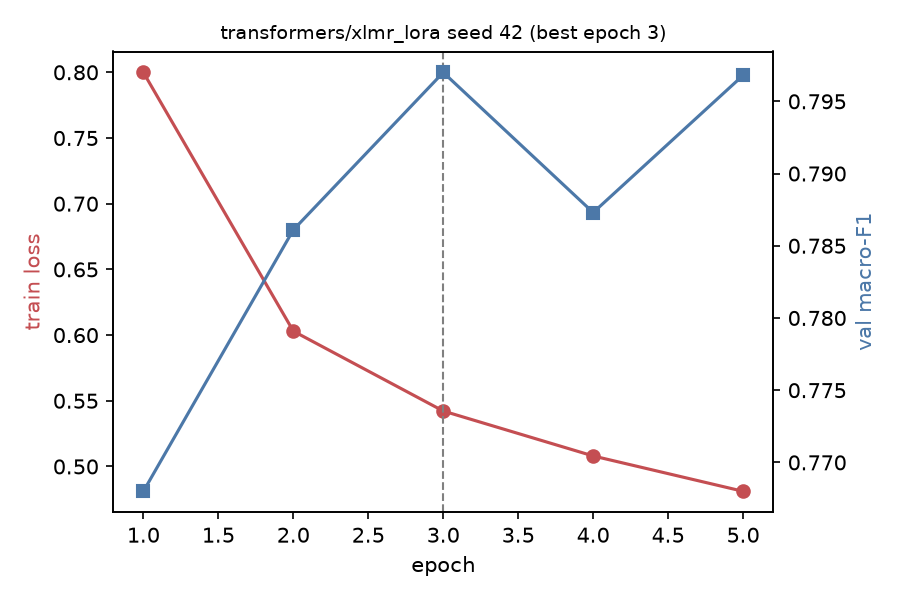 transformers/xlmr_lora seed 42 (best epoch 3)
train loss
0.80
0.75
0.70
0.65
0.60
0.55
0.50
0.795
0.790
0.785
0.780
0.775
0.770
val macro-F1
1.0 1.5 2.0 2.5 3.0 3.5 4.0 4.5 5.0
epoch